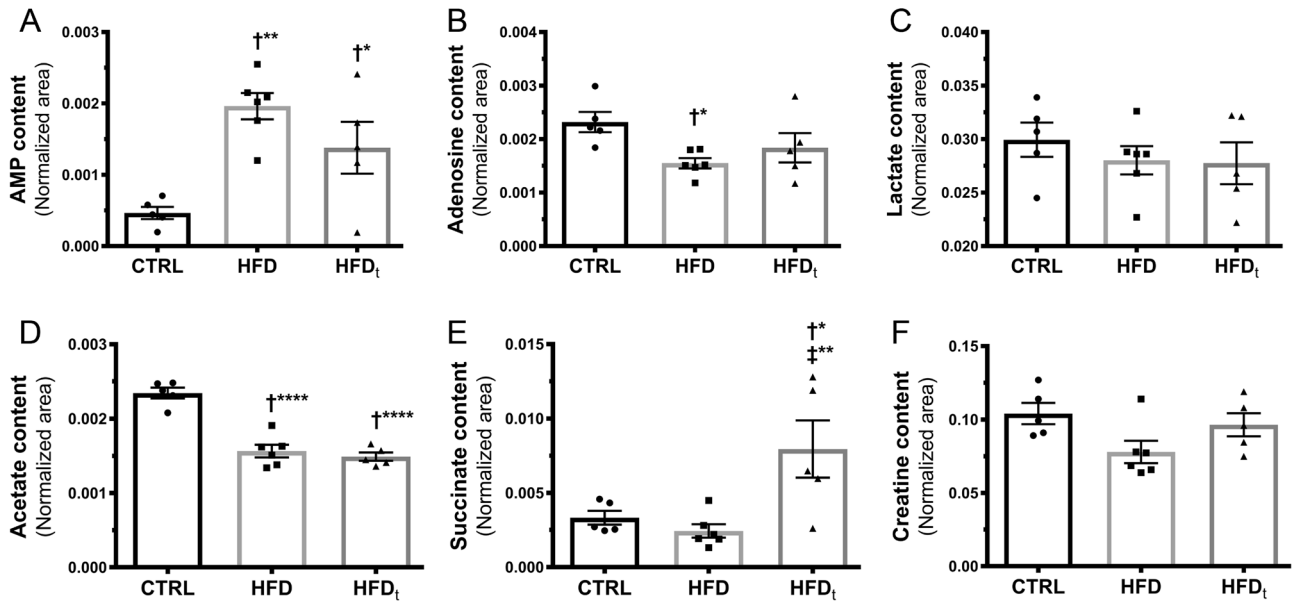 A
AMP content
(Normalized area)
0.003
0.002
0.001
0.000
†**
†*
CTRL
HFD
HFDt
B
Adenosine content
(Normalized area)
0.004
0.003
0.002
0.001
0.000
†*
CTRL
HFD
HFDt
C
Lactate content
(Normalized area)
0.040
0.035
0.030
0.025
0.020
CTRL
HFD
HFDt
D
Acetate content
(Normalized area)
0.003
0.002
0.001
0.000
†****
†****
CTRL
HFD
HFDt
E
Succinate content
(Normalized area)
0.015
0.010
0.005
0.000
†*
‡**
CTRL
HFD
HFDt
F
Creatine content
(Normalized area)
0.15
0.10
0.05
0.00
CTRL
HFD
HFDt